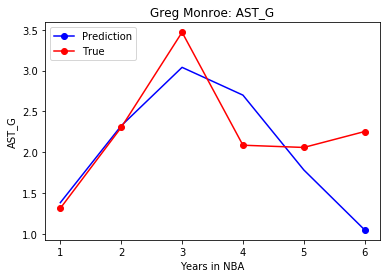 Greg Monroe: AST_G
Prediction
True
AST_G
3.5
3.0
2.5
2.0
1.5
1.0
1 2 3 4 5 6
Years in NBA